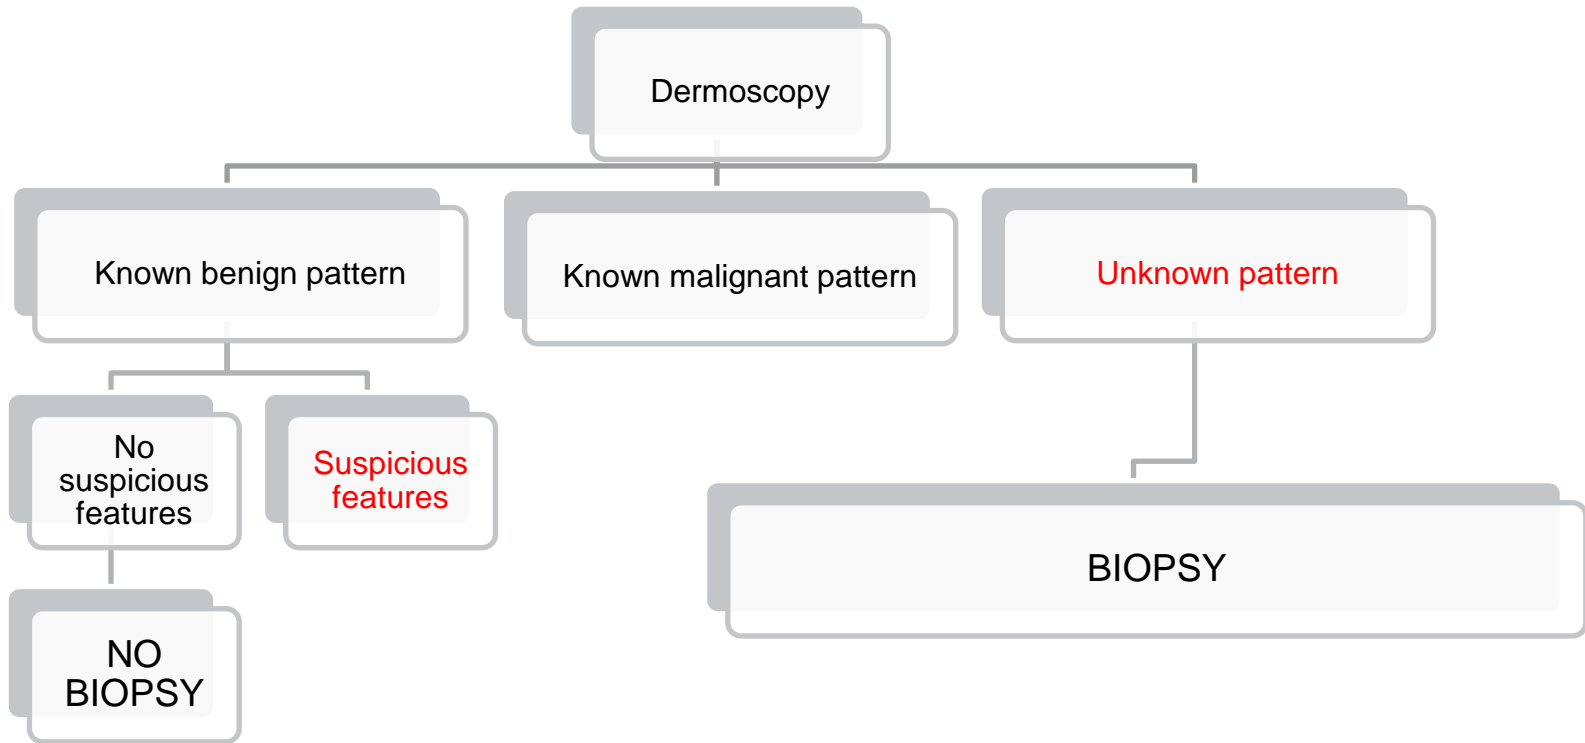 Dermoscopy
Known benign pattern
Known malignant pattern
Unknown pattern
No
suspicious
features
Suspicious
features
BIOPSY
NO
BIOPSY